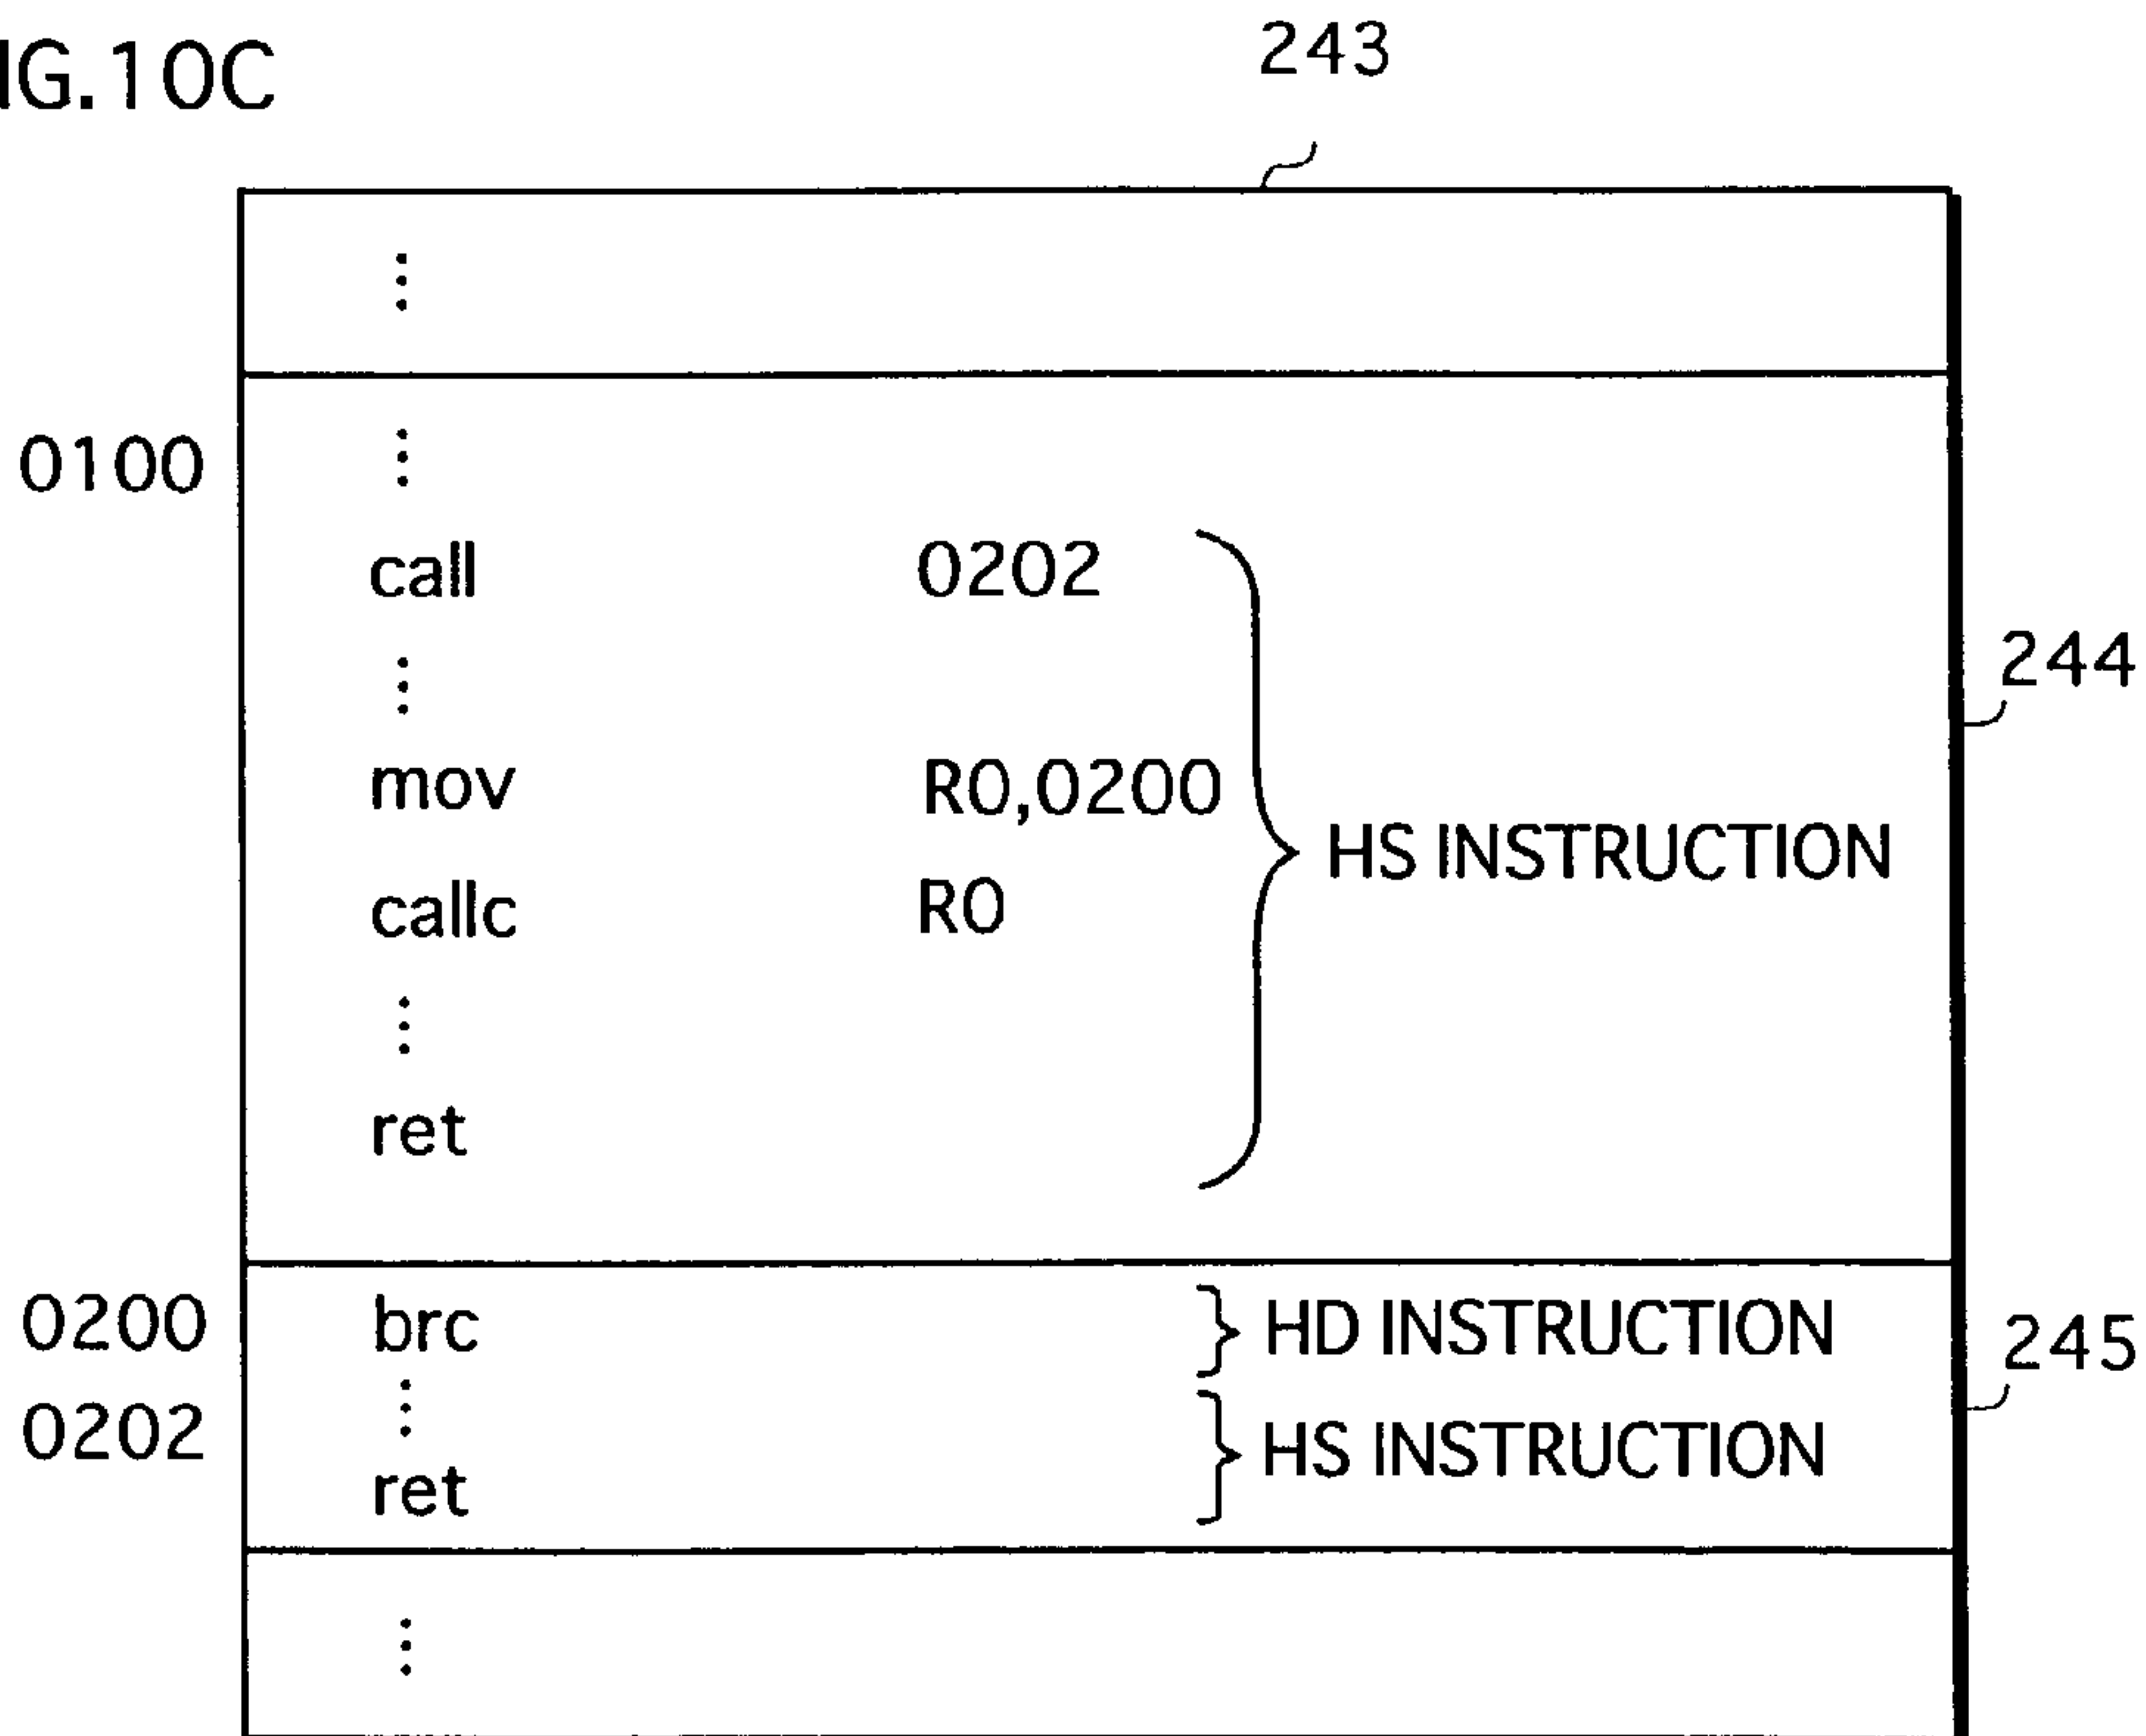 IG.10C
243
0100
call 0202
244
mov R0,0200
HS INSTRUCTION
callc R0
ret
0200 brc HD INSTRUCTION
245
0202
HS INSTRUCTION
ret